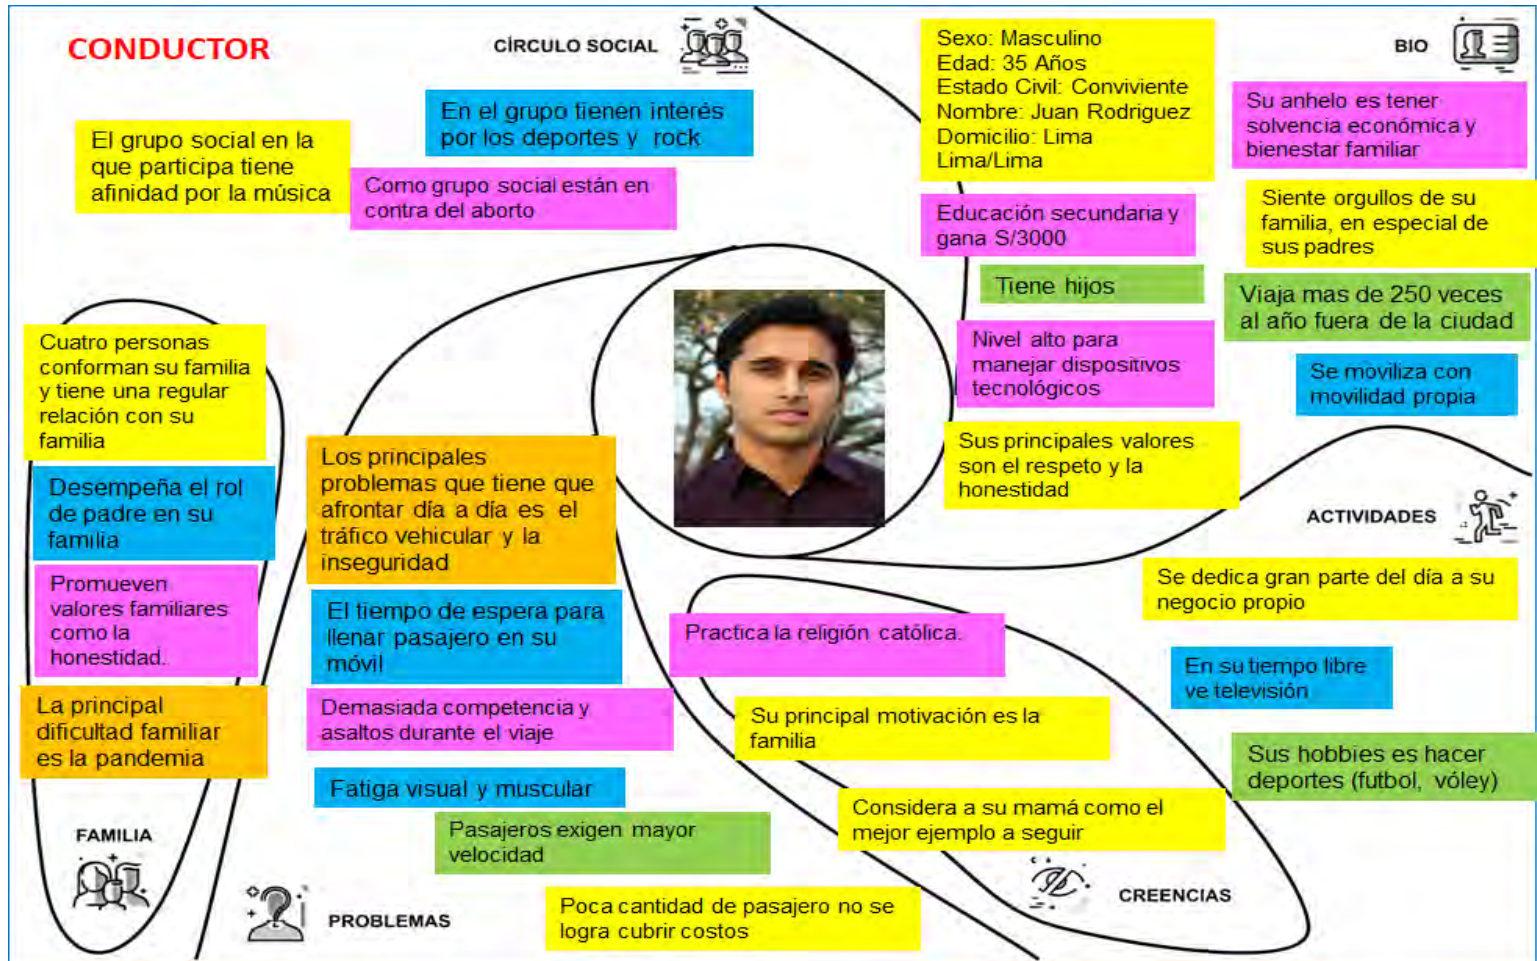 CONDUCTOR
CÍRCULO SOCIAL
En el grupo tienen interés
por los deportes y rock
El grupo social en la
que participa tiene
afinidad por la música
Como grupo social están en
contra del aborto
Sexo: Masculino
Edad: 35 Años
Estado Civil: Conviviente
Nombre: Juan Rodriguez
Domicilio: Lima
Lima/Lima
BIO
Su anhelo es tener
solvencia económica y
bienestar familiar
Educación secundaria y
gana S/3000
Siente orgullos de su
familia, en especial de
sus padres
Tiene hijos
Viaja mas de 250 veces
al año fuera de la ciudad
Nivel alto para
manejar dispositivos
tecnológicos
Se moviliza con
movilidad propia
Sus principales valores
son el respeto y la
honestidad
Cuatro personas
conforman su familia
y tiene una regular
relación con su
familia
Desempeña el rol
de padre en su
familia
Promueven
valores familiares
como la
honestidad.
La principal
dificultad familiar
es la pandemia
FAMILIA
Los principales
problemas que tiene que
afrontar día a día es el
tráfico vehicular y la
inseguridad
El tiempo de espera para
llenar pasajero en su
móvil
Demasiada competencia y
asaltos durante el viaje
Fatiga visual y muscular
Pasajeros exigen mayor
velocidad
Poca cantidad de pasajero no se
logra cubrir costos
PROBLEMAS
Practica la religión católica.
Su principal motivación es la
familia
Considera a su mamá como el
mejor ejemplo a seguir
CREENCIAS
ACTIVIDADES
Se dedica gran parte del día a su
negocio propio
En su tiempo libre
ve televisión
Sus hobbies es hacer
deportes (futbol, vóley)